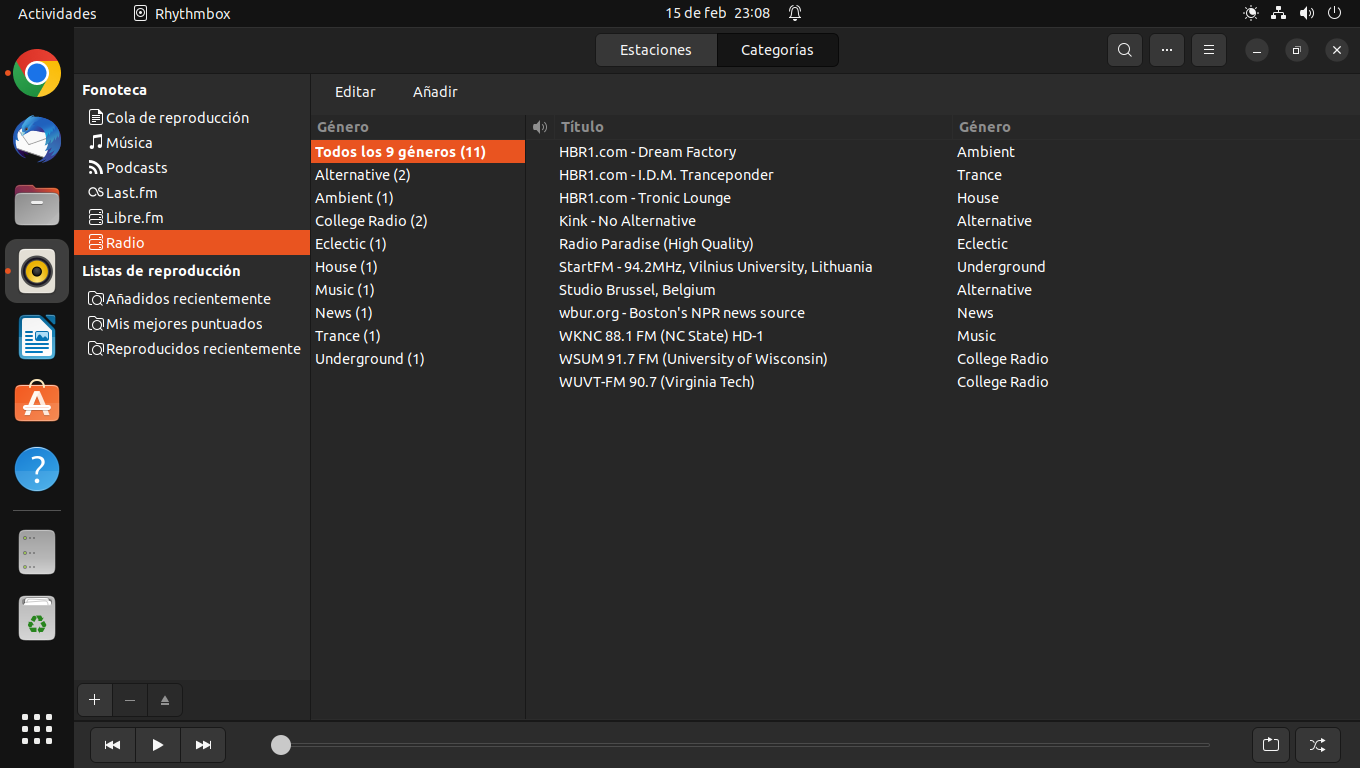 Actividades Rhythmbox 15 de feb 23:08
Estaciones Categorías
Fonoteca
Cola de reproducción
Música
Podcasts
Last.fm
Libre.fm
Radio
Listas de reproducción
Añadidos recientemente
Mis mejores puntuados
Reproducidos recientemente
Editar Añadir
Género
Todos los 9 géneros (11)
Alternative (2)
Ambient (1)
College Radio (2)
Eclectic (1)
House (1)
Music (1)
News (1)
Trance (1)
Underground (1)
Título Género
HBR1.com - Dream Factory Ambient
HBR1.com - I.D.M. Tranceponder Trance
HBR1.com - Tronic Lounge House
Kink - No Alternative Alternative
Radio Paradise (High Quality) Eclectic
StartFM - 94.2MHz, Vilnius University, Lithuania Underground
Studio Brussel, Belgium Alternative
wbur.org - Boston's NPR news source News
WKNC 88.1 FM (NC State) HD-1 Music
WSUM 91.7 FM (University of Wisconsin) College Radio
WUVT-FM 90.7 (Virginia Tech) College Radio